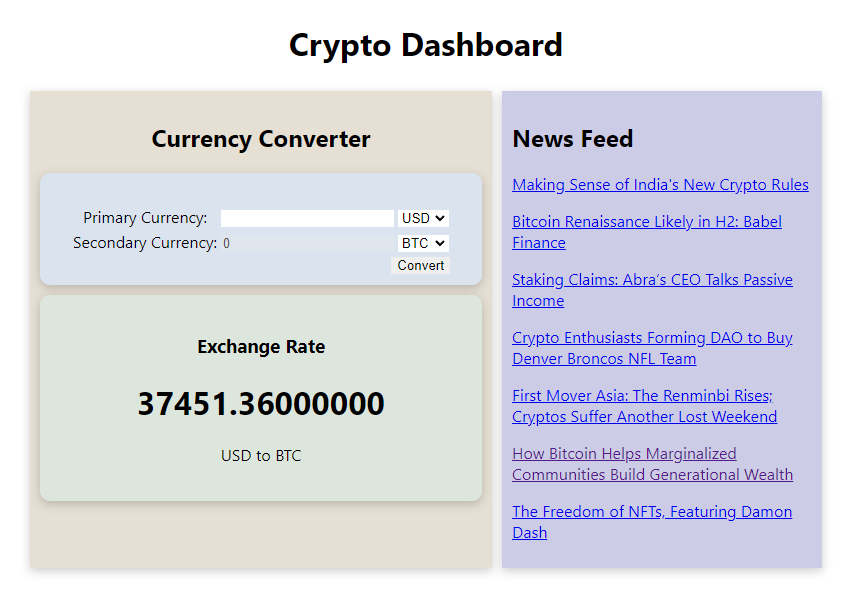 Crypto Dashboard
Currency Converter
Primary Currency: USD
Secondary Currency: 0 BTC
Convert
Exchange Rate
37451.36000000
USD to BTC
News Feed
Making Sense of India's New Crypto Rules
Bitcoin Renaissance Likely in H2: Babel
Finance
Staking Claims: Abra’s CEO Talks Passive
Income
Crypto Enthusiasts Forming DAO to Buy
Denver Broncos NFL Team
First Mover Asia: The Renminbi Rises;
Cryptos Suffer Another Lost Weekend
How Bitcoin Helps Marginalized
Communities Build Generational Wealth
The Freedom of NFTs, Featuring Damon
Dash